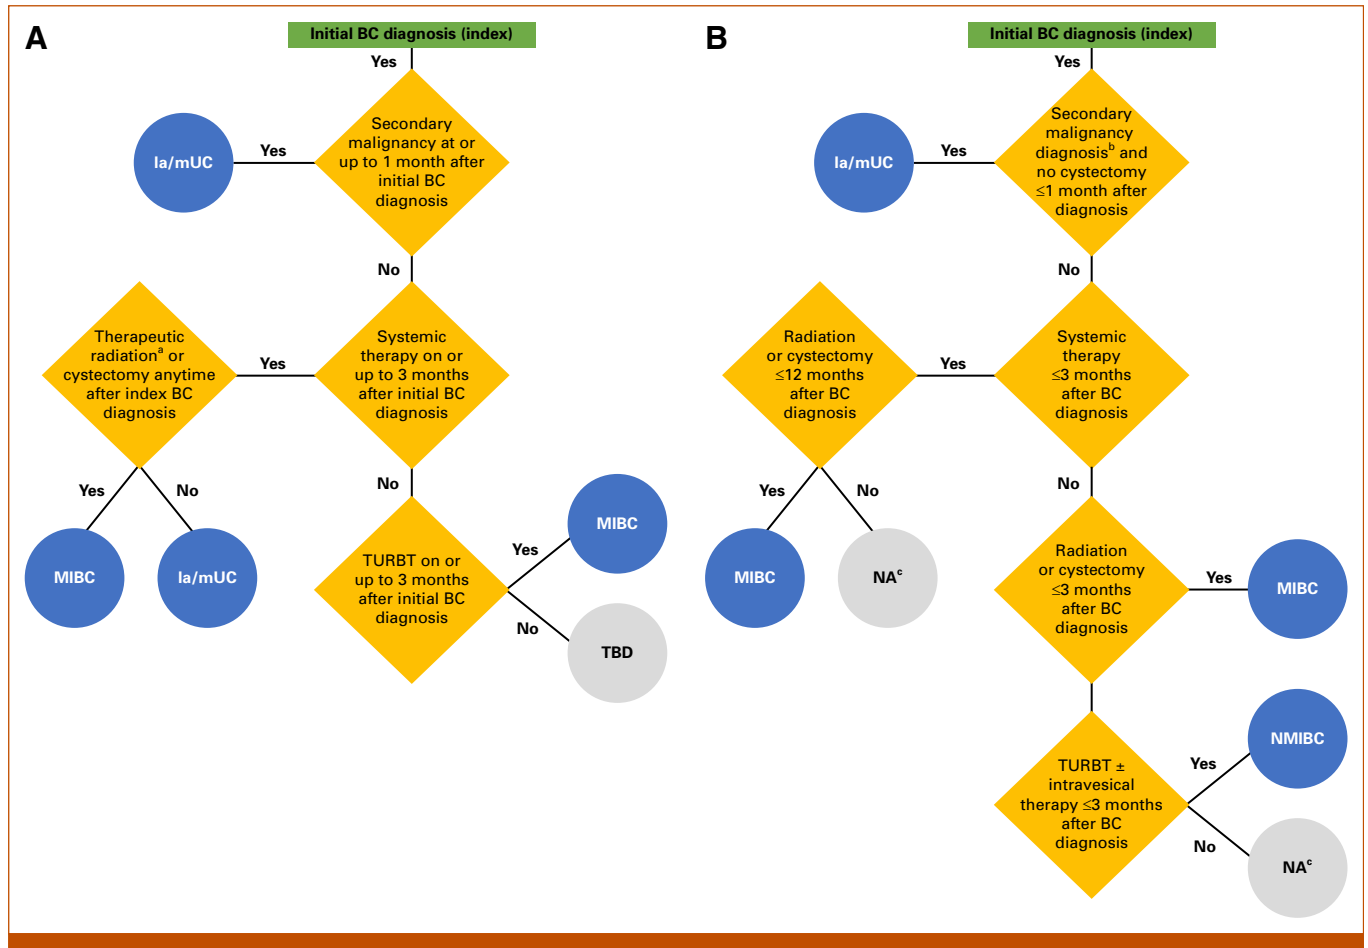 A
Initial BC diagnosis (index)
Yes
Secondary
malignancy at or
up to 1 month after
initial BC
diagnosis
Yes
la/mUC
No
Systemic
therapy on or
up to 3 months
after initial BC
diagnosis
Yes
Therapeutic
radiationᵃ or
cystectomy anytime
after index BC
diagnosis
Yes
No
MIBC
la/mUC
No
TURBT on or
up to 3 months
after initial BC
diagnosis
Yes
MIBC
No
TBD
B
Initial BC diagnosis (index)
Yes
Secondary
malignancy
diagnosisᵇ and
no cystectomy
≤1 month after
diagnosis
Yes
la/mUC
No
Systemic
therapy
≤3 months
after BC
diagnosis
Yes
Radiation
or cystectomy
≤12 months
after BC
diagnosis
Yes
No
MIBC
NAᶜ
No
Radiation
or cystectomy
≤3 months
after BC
diagnosis
Yes
MIBC
TURBT ±
intravesical
therapy ≤3 months
after BC
diagnosis
Yes
NMIBC
No
NAᶜ